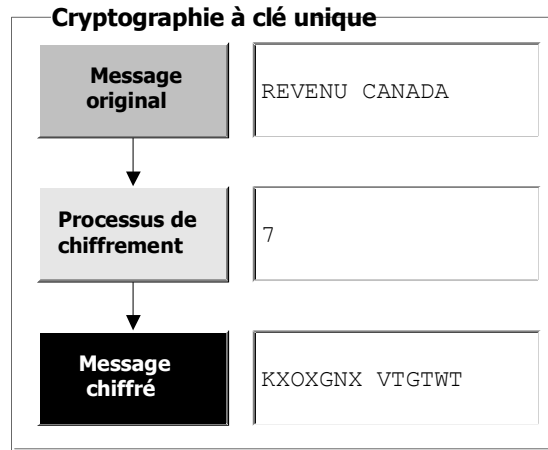 Cryptographie à clé unique
Message
original
REVENU CANADA
Processus de
chiffrement
7
Message
chiffré
KXOXGNX VTGTWT